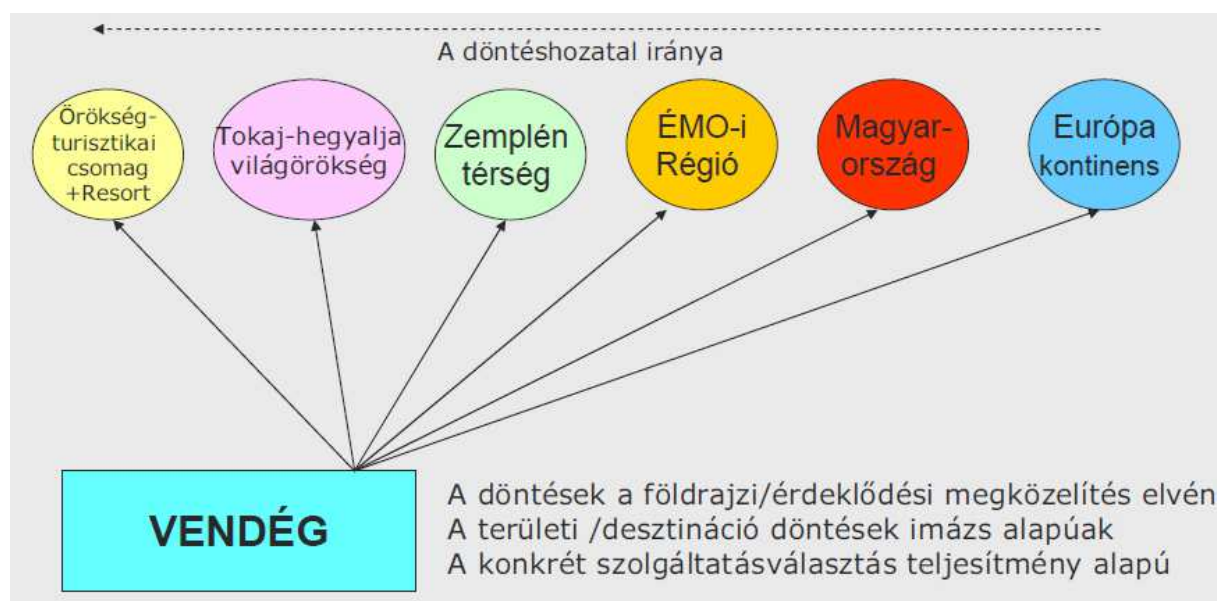 A döntéshozatal iránya
Örökség-
turisztikai
csomag
+Resort
Tokaj-hegyalja
világörökség
Zemplén
térség
ÉMO-i
Régió
Magyar-
ország
Európa
kontinens
VENDÉG
A döntések a földrajzi/érdeklődési megközelítés elvén
A területi /desztináció döntések imázs alapúak
A konkrét szolgáltatásválasztás teljesítmény alapú